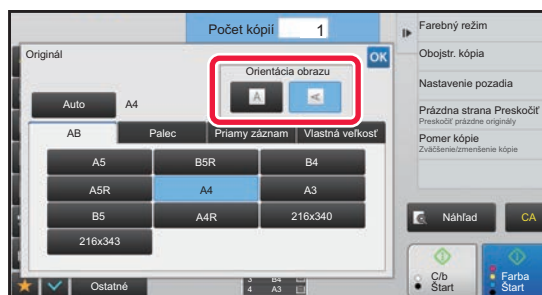 Počet kópií 1
Originál
OK
Orientácia obrazu
A A
Auto A4
AB Palec Priamy záznam Vlastná veľkosť
A5 B5R B4
A5R A4 A3
B5 A4R 216x340
216x343
Ostatné
3 B4
4 A3
Farebný režim
Obojstr. kópia
Nastavenie pozadia
Prázdna strana Preskočiť
Preskočiť prázdne originály
Pomer kópie
Zväčšenie/zmenšenie kópie
Náhľad CA
C/b
Štart
Farba
Štart